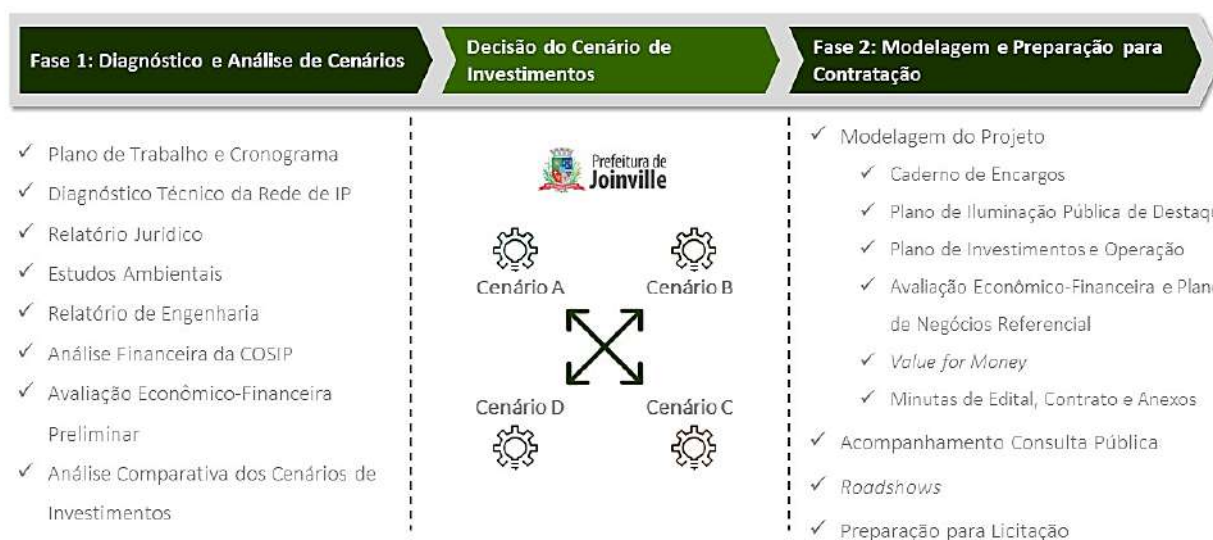 Fase 1: Diagnóstico e Análise de Cenários
Decisão do Cenário de
Investimentos
Fase 2: Modelagem e Preparação para
Contratação
✓ Plano de Trabalho e Cronograma
✓ Diagnóstico Técnico da Rede de IP
✓ Relatório Jurídico
✓ Estudos Ambientais
✓ Relatório de Engenharia
✓ Análise Financeira da COSIP
✓ Avaliação Econômico-Financeira
Preliminar
✓ Análise Comparativa dos Cenários de
Investimentos
Prefeitura de
Joinville
Cenário A
Cenário B
Cenário D
Cenário C
✓ Modelagem do Projeto
✓ Caderno de Encargos
✓ Plano de Iluminação Pública de Destaqu
✓ Plano de Investimentos e Operação
✓ Avaliação Econômico-Financeira e Plan
de Negócios Referencial
✓ Value for Money
✓ Minutas de Edital, Contrato e Anexos
✓ Acompanhamento Consulta Pública
✓ Roadshows
✓ Preparação para Licitação